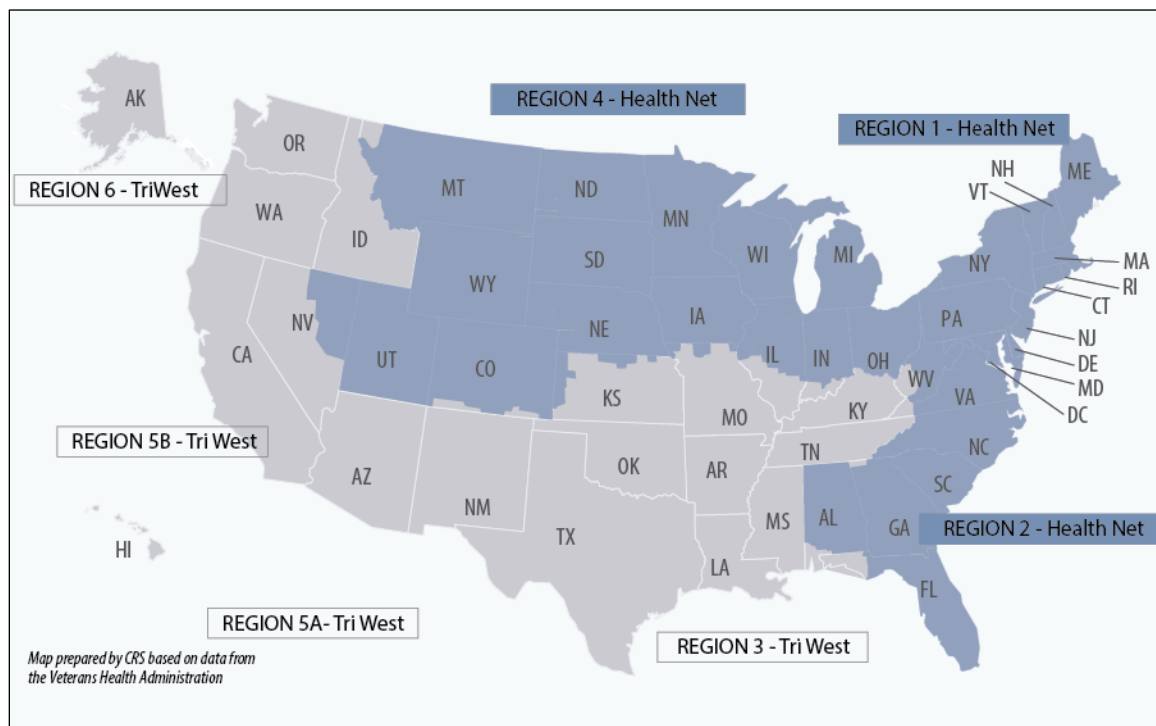 AK
REGION 4 - Health Net
REGION 1 - Health Net
OR
NH
ME
REGION 6 - TriWest
MT
ND
VT
WA
MN
ID
WI
MI
NY
MA
SD
RI
WY
CT
NV
NE
IA
PA
NJ
CA
UT
CO
IL
IN
OH
DE
WV
MD
KS
MO
KY
VA
DC
REGION 5B - Tri West
TN
NC
AZ
OK
AR
SC
NM
MS
AL
GA
REGION 2 - Health Net
HI
TX
LA
FL
REGION 5A- Tri West
REGION 3 - Tri West
Map prepared by CRS based on data from
the Veterans Health Administration